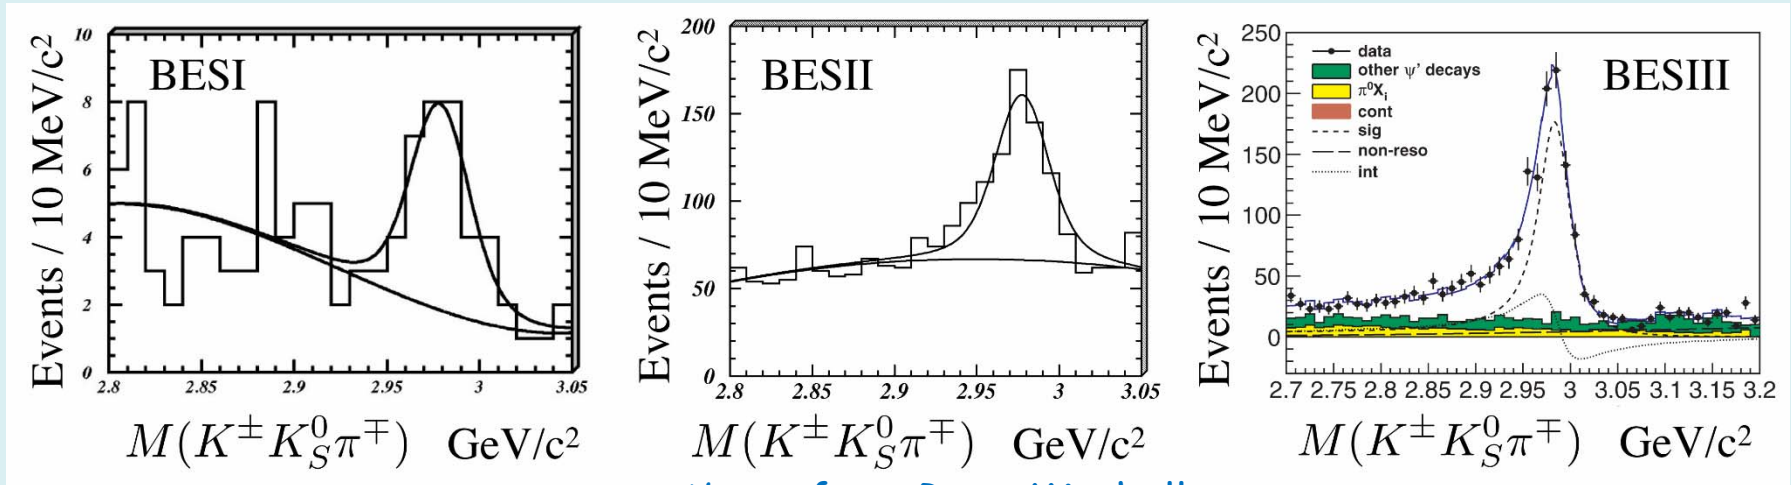 BESI
Events / 10 MeV/c²
10
8
6
4
2
0
2.8 2.85 2.9 2.95 3 3.05
M(K±K⁰Sπ∓) GeV/c²
BESII
Events / 10 MeV/c²
200
150
100
50
0
2.8 2.85 2.9 2.95 3 3.05
M(K±K⁰Sπ∓) GeV/c²
BESIII
Events / 10 MeV/c²
250
200
150
100
50
0
data
other ψ' decays
π⁰Xi
cont
sig
non-reso
int
2.7 2.75 2.8 2.85 2.9 2.95 3 3.05 3.1 3.15 3.2
M(K±K⁰Sπ∓) GeV/c²